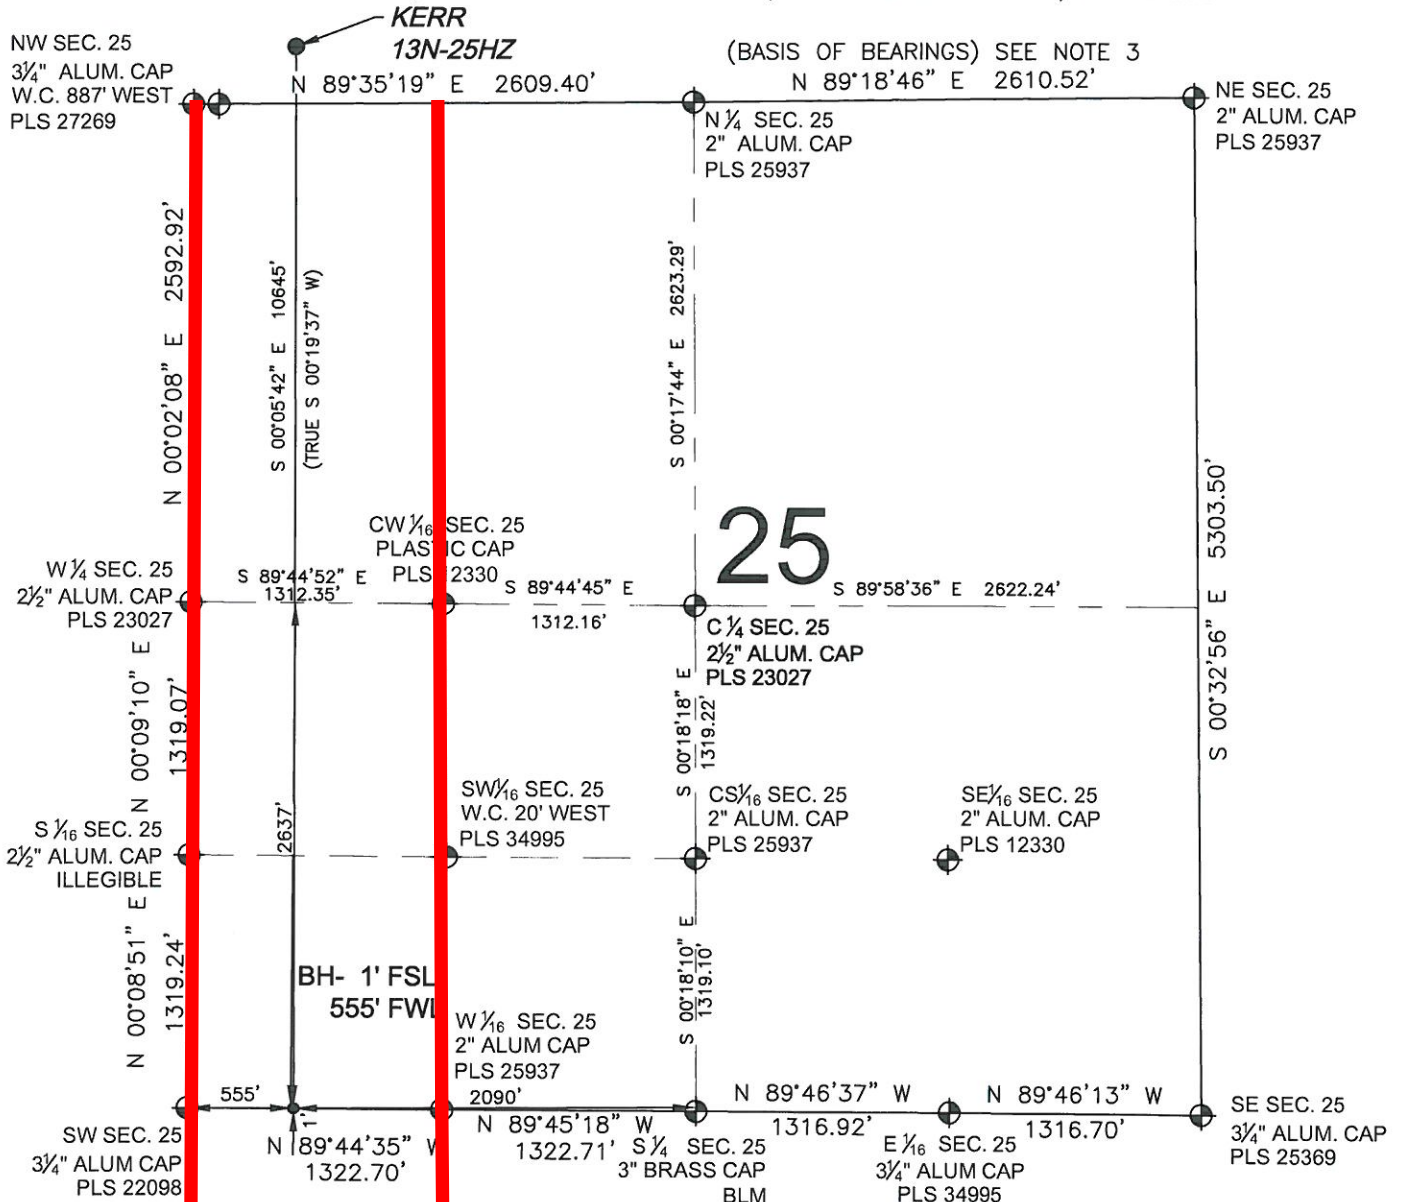 KERR
13N-25HZ
NW SEC. 25
3¼" ALUM. CAP
W.C. 887' WEST
PLS 27269
N 89°35'19" E 2609.40'
(BASIS OF BEARINGS) SEE NOTE 3
N 89°18'46" E 2610.52'
NE SEC. 25
2" ALUM. CAP
PLS 25937
N ¼ SEC. 25
2" ALUM. CAP
PLS 25937
N 00°02'08" E 2592.92'
S 00°05'42" E 10645'
(TRUE S 00°19'37" W)
S 00°17'44" E 2623.29'
25
S 00°32'56" E 5303.50'
CW 1/16 SEC. 25
PLAS IC CAP
PLS 2330
W ¼ SEC. 25
2½" ALUM. CAP
PLS 23027
S 89°44'52" E
1312.35'
S 89°44'45" E
1312.16'
S 89°58'36" E 2622.24'
C ¼ SEC. 25
2½" ALUM. CAP
PLS 23027
N 00°09'10" E
1319.07'
2637'
S 00°18'18" E
1319.22'
S 1/16 SEC. 25
2½" ALUM. CAP
ILLEGIBLE
SW 1/16 SEC. 25
W.C. 20' WEST
PLS 34995
CS 1/16 SEC. 25
2" ALUM. CAP
PLS 25937
SE 1/16 SEC. 25
2" ALUM. CAP
PLS 12330
N 00°08'51" E
1319.24'
BH- 1' FSL
555' FWL
S 00°18'10" E
1319.10'
W 1/16 SEC. 25
2" ALUM CAP
PLS 25937
555'
2090'
1'
N 89°44'35" W
1322.70'
N 89°45'18" W
1322.71'
N 89°46'37" W
1316.92'
N 89°46'13" W
1316.70'
SW SEC. 25
3¼" ALUM CAP
PLS 22098
S ¼ SEC. 25
3" BRASS CAP
BLM
E 1/16 SEC. 25
3¼" ALUM CAP
PLS 34995
SE SEC. 25
3¼" ALUM. CAP
PLS 25369